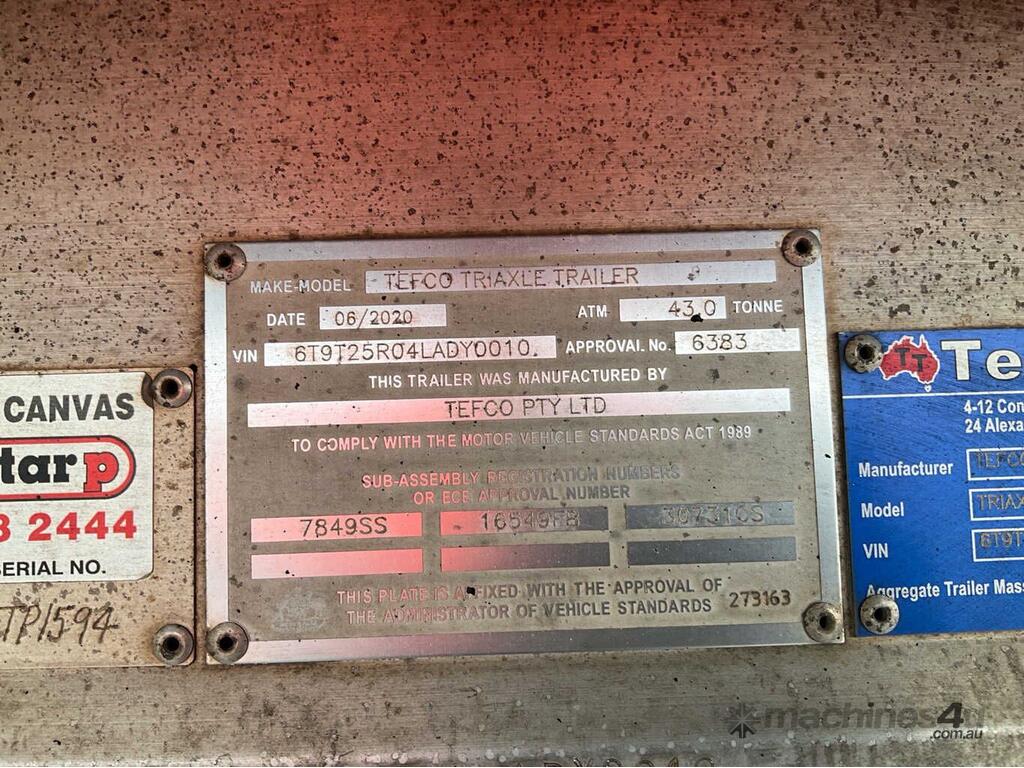 CANVAS
tarp
3 2444
SERIAL NO.
TP1594
MAKE-MODEL TEFCO TRIAXLE TRAILER
DATE 06/2020 ATM 43.0 TONNE
VIN 6T9T25R04LADY0010 APPROVAL No. 6383
THIS TRAILER WAS MANUFACTURED BY
TEFCO PTY LTD
TO COMPLY WITH THE MOTOR VEHICLE STANDARDS ACT 1989
SUB-ASSEMBLY REGISTRATION NUMBERS
OR ECE APPROVAL NUMBER
7849SS 16549FB 39731CS
THIS PLATE IS AFFIXED WITH THE APPROVAL OF
THE ADMINISTRATOR OF VEHICLE STANDARDS 273163
TT Te
4-12 Con
24 Alexa
Manufacturer TEFCO
Model TRIAX
VIN 6T9T
Aggregate Trailer Mass
machines4u
.com.au